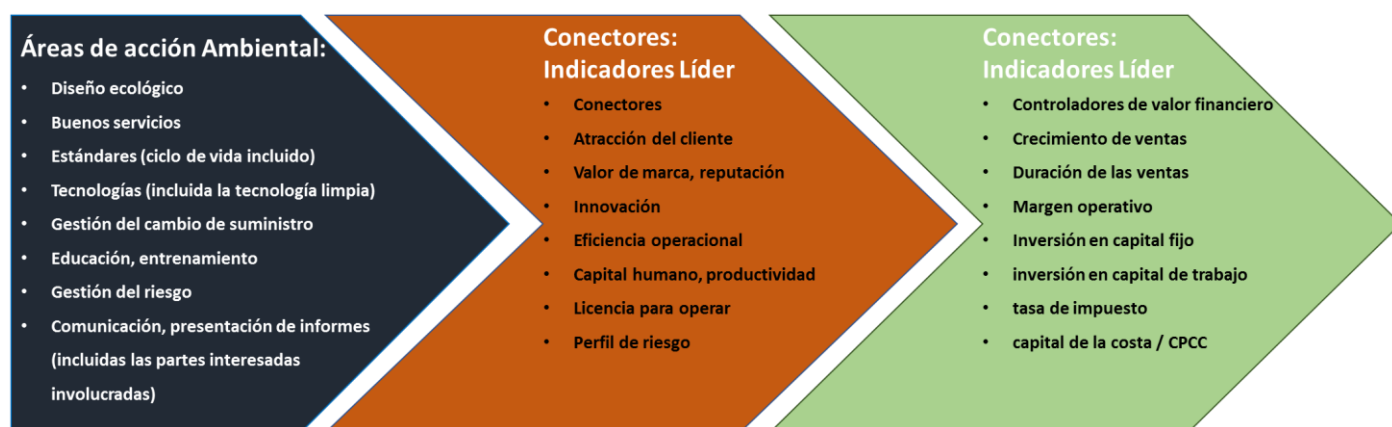 Áreas de acción Ambiental:
• Diseño ecológico
• Buenos servicios
• Estándares (ciclo de vida incluido)
• Tecnologías (incluida la tecnología limpia)
• Gestión del cambio de suministro
• Educación, entrenamiento
• Gestión del riesgo
• Comunicación, presentación de informes
(incluidas las partes interesadas
involucradas)
Conectores:
Indicadores Líder
• Conectores
• Atracción del cliente
• Valor de marca, reputación
• Innovación
• Eficiencia operacional
• Capital humano, productividad
• Licencia para operar
• Perfil de riesgo
Conectores:
Indicadores Líder
• Controladores de valor financiero
• Crecimiento de ventas
• Duración de las ventas
• Margen operativo
• Inversión en capital fijo
• inversión en capital de trabajo
• tasa de impuesto
• capital de la costa / CPCC